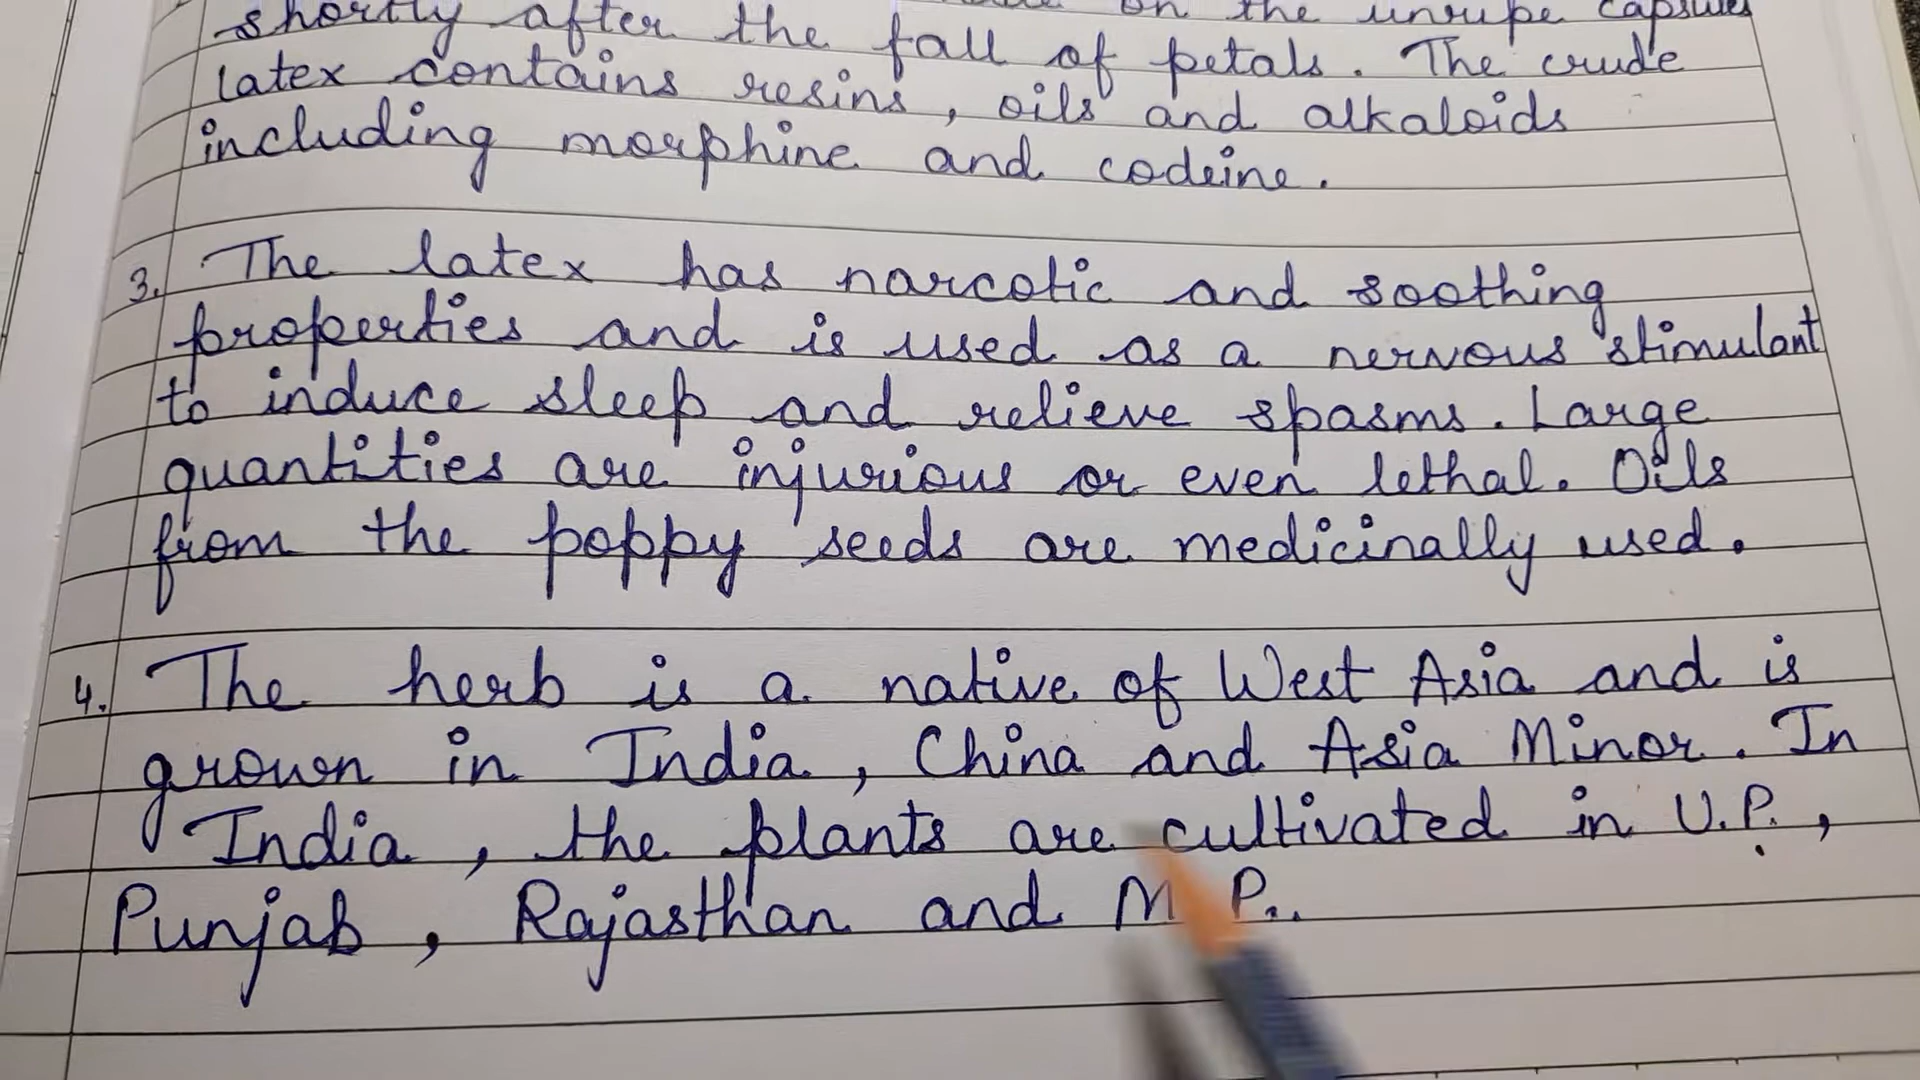 on the unripe capsules
shortly after the fall of petals. The crude
latex contains resins, oils and alkaloids
including morphine and codeine.
3. The latex has narcotic and soothing
properties and is used as a nervous stimulant
to induce sleep and relieve spasms. Large
quantities are injurious or even lethal. Oils
from the poppy seeds are medicinally used.
4. The herb is a native of West Asia and is
grown in India, China and Asia Minor. In
India, the plants are cultivated in U.P.,
Punjab, Rajasthan and M P..